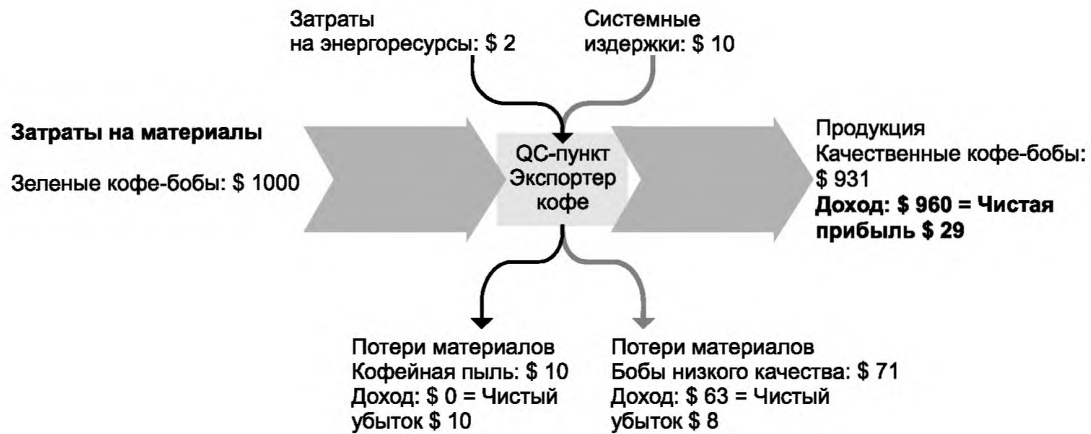 Затраты
на энергоресурсы: $ 2
Системные
издержки: $ 10
Затраты на материалы
Зеленые кофе-бобы: $ 1000
QC-пункт
Экспортер
кофе
Продукция
Качественные кофе-бобы:
$ 931
Доход: $ 960 = Чистая
прибыль $ 29
Потери материалов
Кофейная пыль: $ 10
Доход: $ 0 = Чистый
убыток $ 10
Потери материалов
Бобы низкого качества: $ 71
Доход: $ 63 = Чистый
убыток $ 8